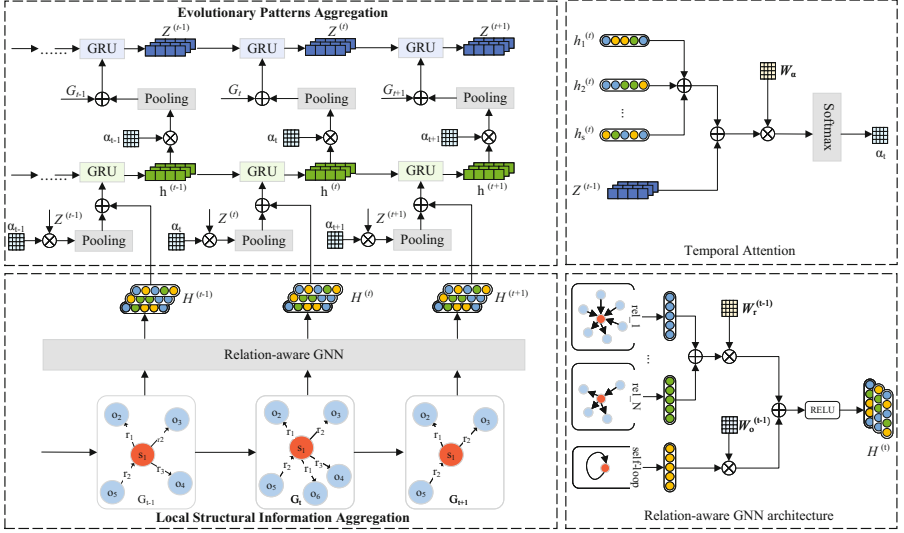 Evolutionary Patterns Aggregation
Z^(t-1) Z^(t) Z^(t+1)
...... GRU GRU GRU
G_t-1 Pooling G_t Pooling G_t+1 Pooling
α_t-1 α_t α_t+1
...... GRU GRU GRU
h^(t-1) h^(t) h^(t+1)
α_t-1 Z^(t-1) α_t Z^(t) α_t+1 Z^(t+1)
Pooling Pooling Pooling
H^(t-1) H^(t) H^(t+1)
Relation-aware GNN
o_2 o_3 r_1 r_2 s_1 r_2 r_3 o_5 o_4 G_t-1
o_2 o_3 r_1 r_2 s_1 r_2 r_1 r_3 o_5 o_6 o_4 G_t
o_2 o_3 r_1 r_2 s_1 r_2 o_5 G_t+1
Local Structural Information Aggregation
h_1^(t)
h_2^(t)
...
h_s^(t)
Z^(t-1)
W_α
Softmax
α_t
Temporal Attention
rel_1
...
rel_N
self-loop
W_r^(t-1)
W_o^(t-1)
RELU
H^(t)
Relation-aware GNN architecture